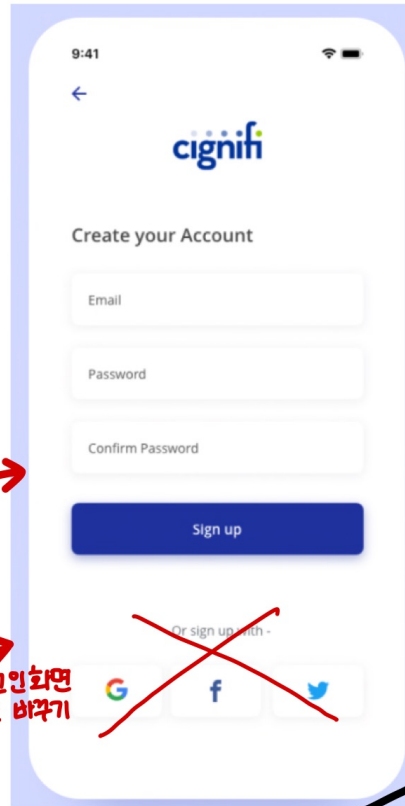 9:41
cignifi
Create your Account
Email
Password
Confirm Password
Sign up
Or sign up with -
인화면
바꾸기